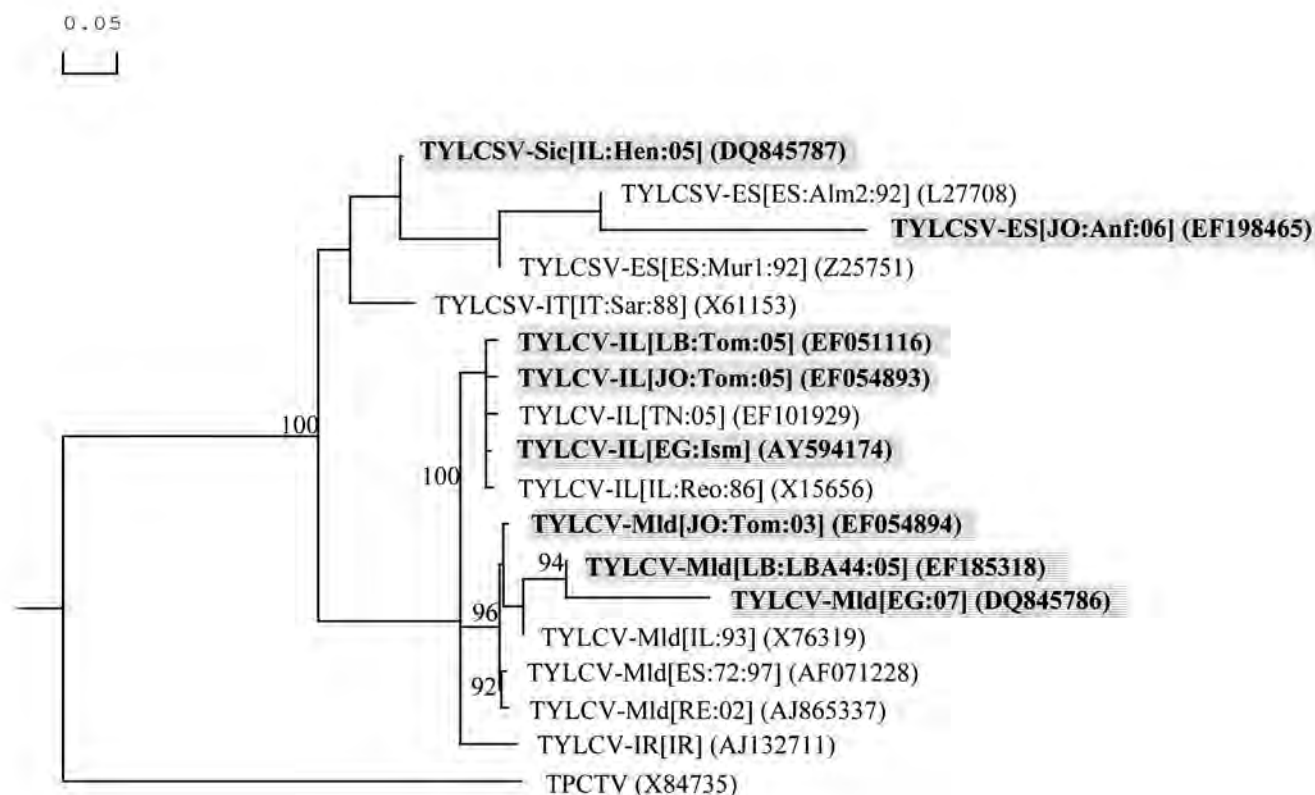 0.05
TYLCSV-Sic[IL:Hen:05] (DQ845787)
TYLCSV-ES[ES:Alm2:92] (L27708)
TYLCSV-ES[JO:Anf:06] (EF198465)
TYLCSV-ES[ES:Mur1:92] (Z25751)
TYLCSV-IT[IT:Sar:88] (X61153)
TYLCV-IL[LB:Tom:05] (EF051116)
TYLCV-IL[JO:Tom:05] (EF054893)
TYLCV-IL[TN:05] (EF101929)
100
TYLCV-IL[EG:Ism] (AY594174)
100
TYLCV-IL[IL:Reo:86] (X15656)
TYLCV-Mld[JO:Tom:03] (EF054894)
94
TYLCV-Mld[LB:LBA44:05] (EF185318)
TYLCV-Mld[EG:07] (DQ845786)
96
TYLCV-Mld[IL:93] (X76319)
TYLCV-Mld[ES:72:97] (AF071228)
92
TYLCV-Mld[RE:02] (AJ865337)
TYLCV-IR[IR] (AJ132711)
TPCTV (X84735)